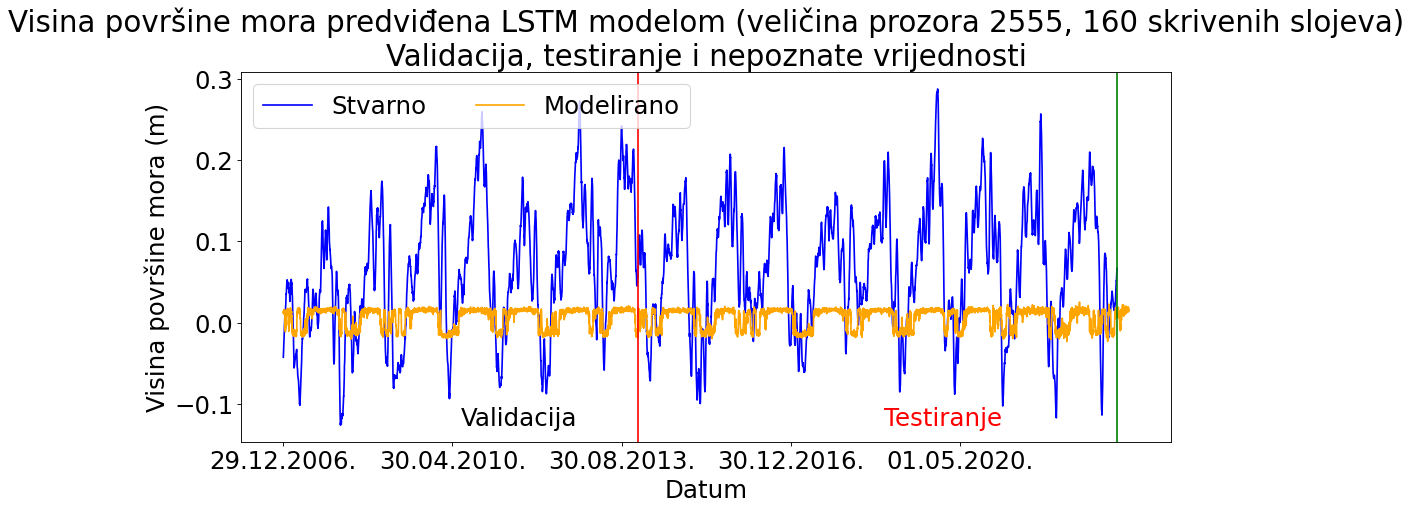 Visina površine mora predviđena LSTM modelom (veličina prozora 2555, 160 skrivenih slojeva)
Validacija, testiranje i nepoznate vrijednosti
Stvarno
Modelirano
Visina površine mora (m)
0.3
0.2
0.1
0.0
−0.1
Validacija
Testiranje
29.12.2006.
30.04.2010.
30.08.2013.
30.12.2016.
01.05.2020.
Datum